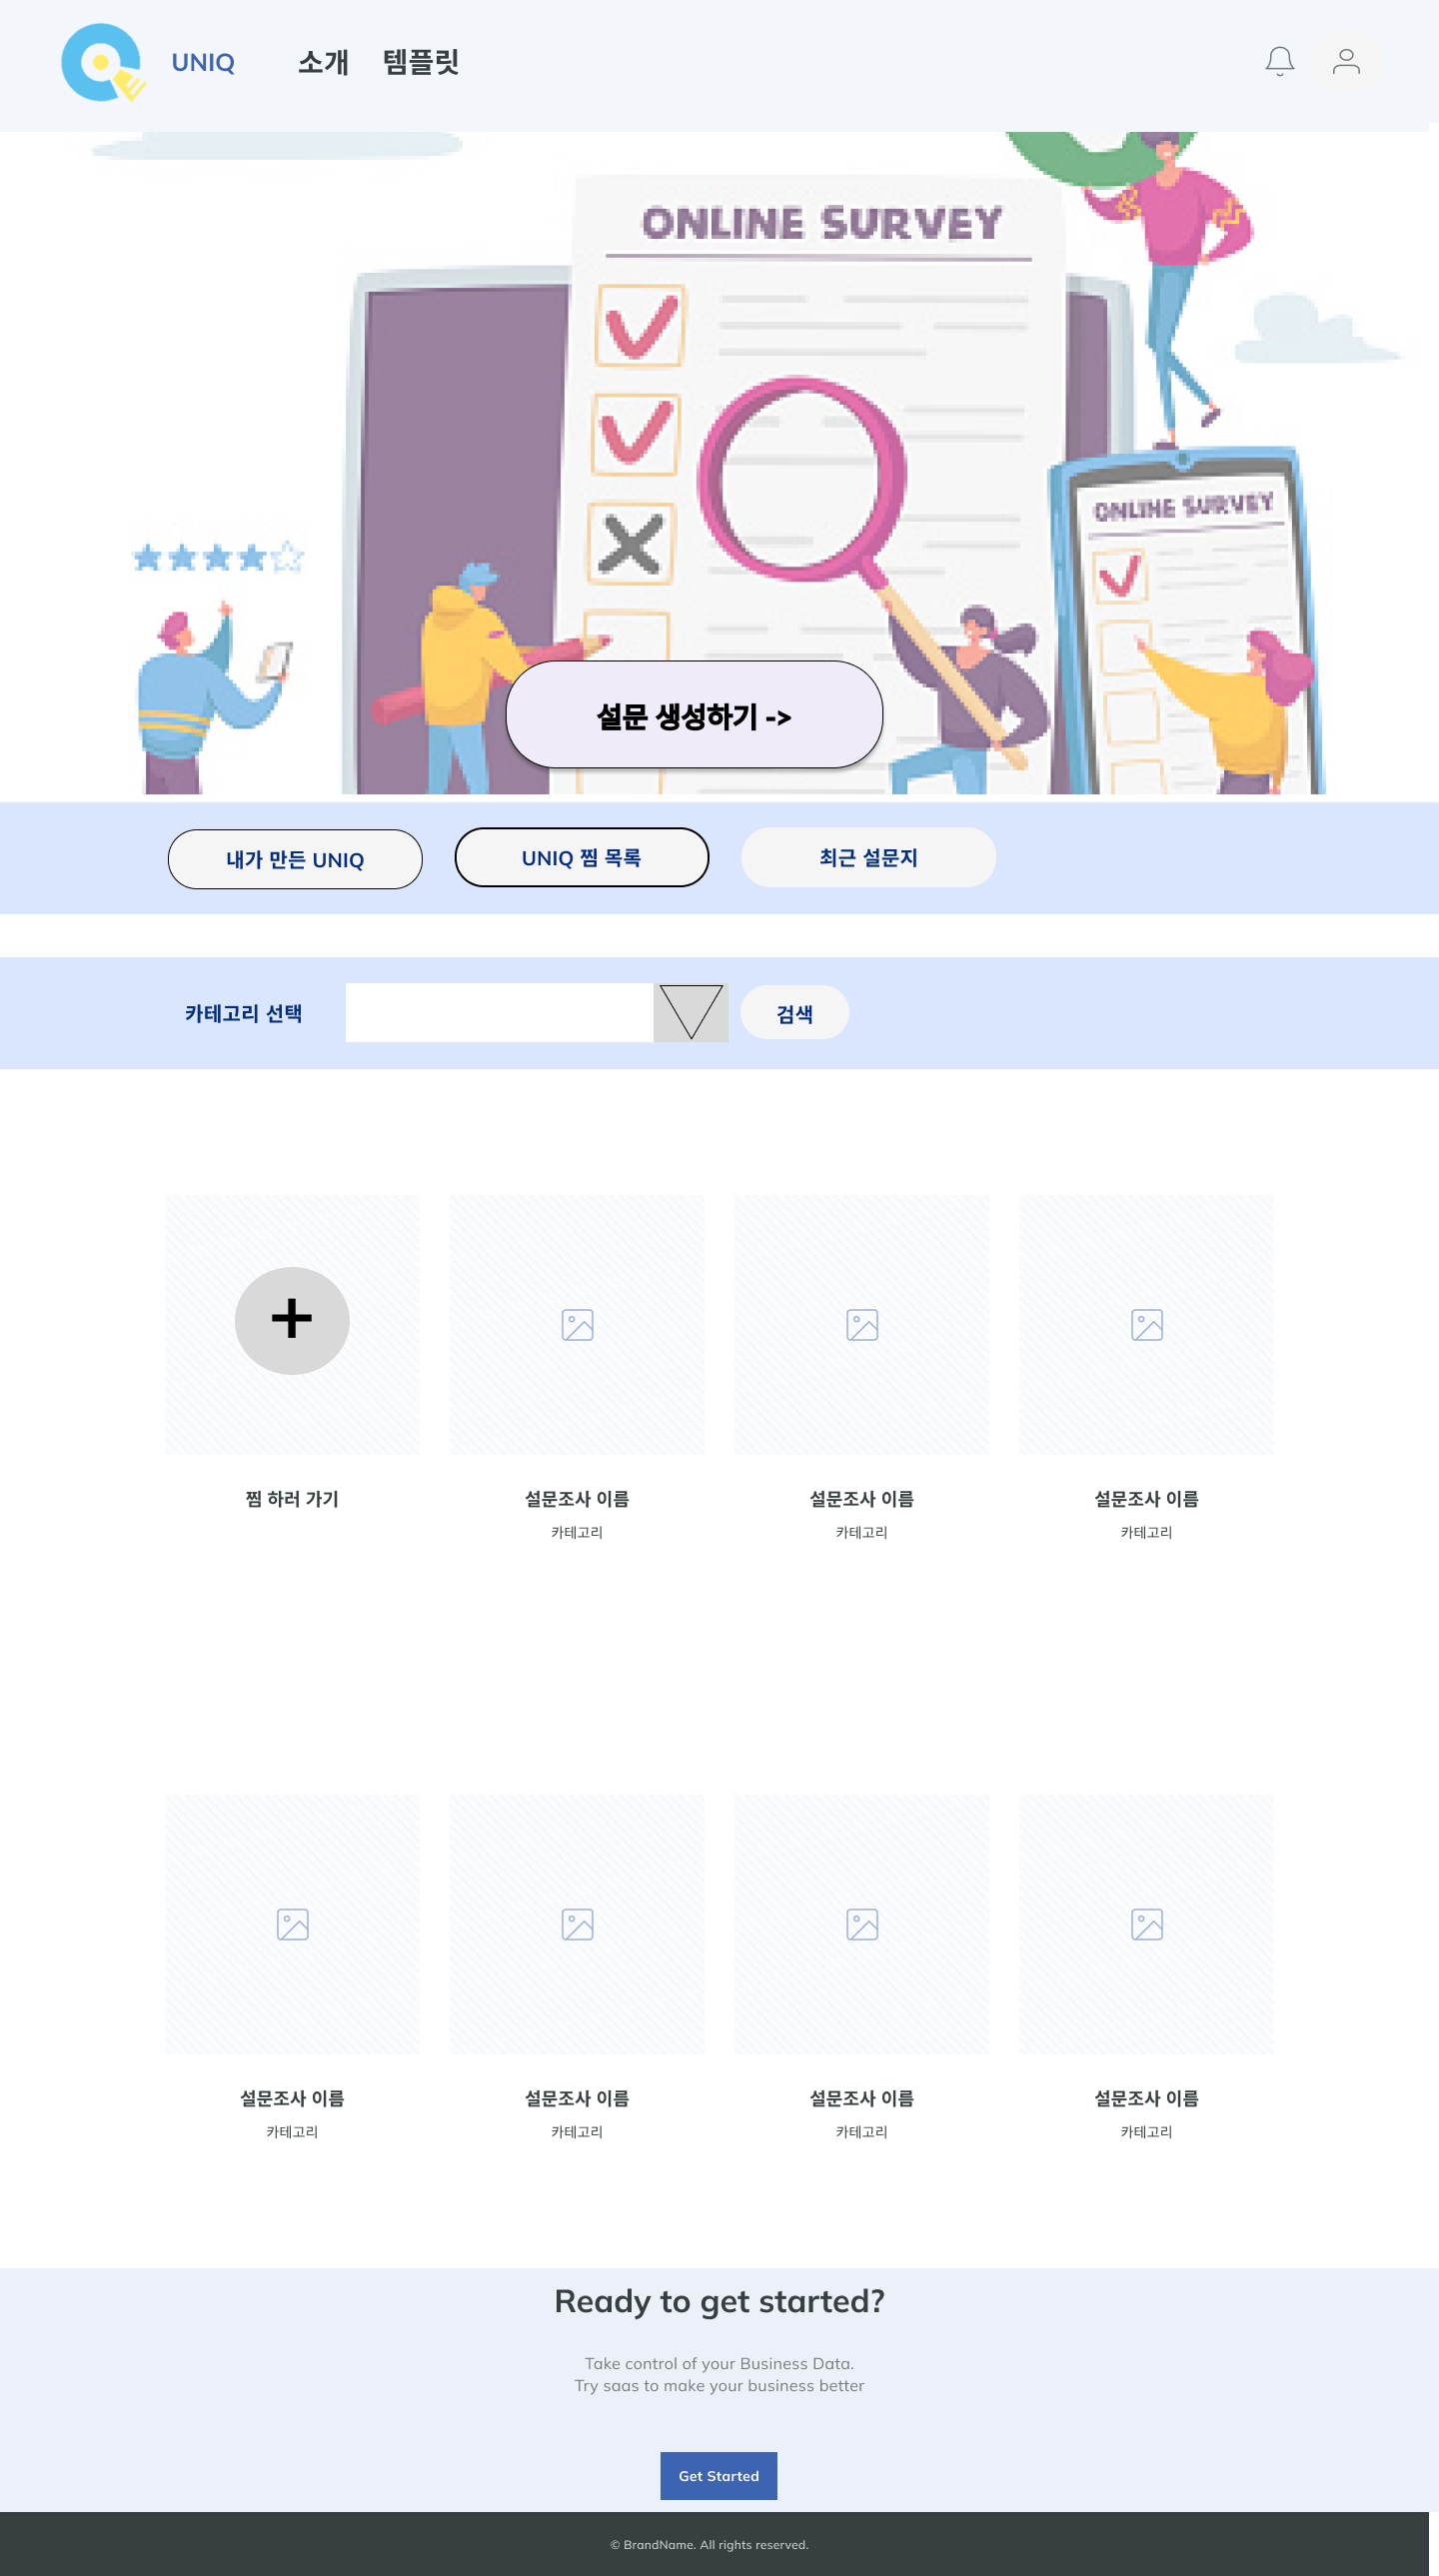 UNIQ 소개 템플릿
ONLINE SURVEY
ONLINE SURVEY
설문 생성하기 ->
내가 만든 UNIQ
UNIQ 찜 목록
최근 설문지
카테고리 선택
검색
찜 하러 가기
설문조사 이름
카테고리
설문조사 이름
카테고리
설문조사 이름
카테고리
설문조사 이름
카테고리
설문조사 이름
카테고리
설문조사 이름
카테고리
설문조사 이름
카테고리
Ready to get started?
Take control of your Business Data.
Try saas to make your business better
Get Started
© BrandName. All rights reserved.